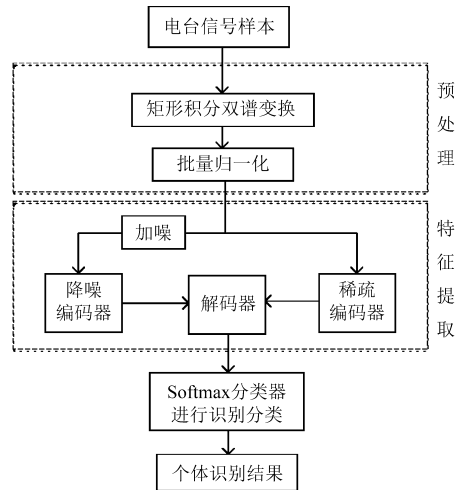 电台信号样本
矩形积分双谱变换
批量归一化
预
处
理
加噪
降噪
编码器
解码器
稀疏
编码器
特
征
提
取
Softmax分类器
进行识别分类
个体识别结果